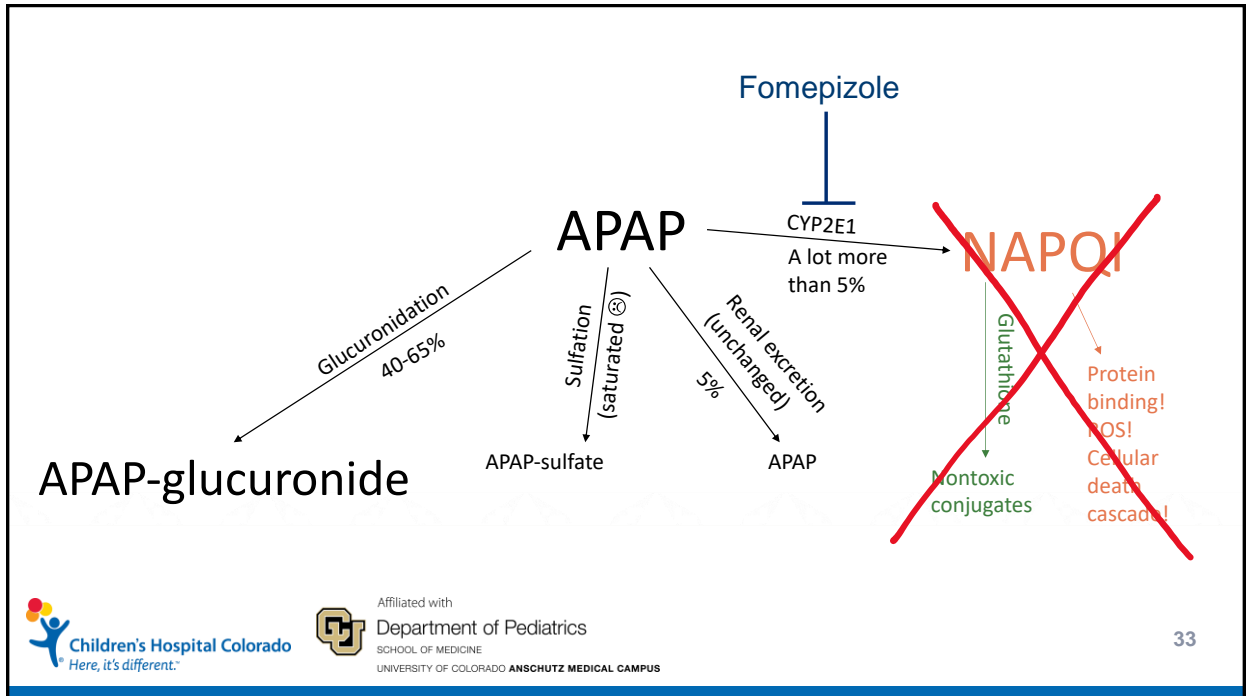 Fomepizole
APAP
CYP2E1
A lot more
than 5%
NAPQI
Glucuronidation
40-65%
Sulfation
(saturated ☹)
Renal excretion
(unchanged)
5%
Glutathione
Protein
binding!
ROS!
Cellular
death
cascade!
APAP-glucuronide
APAP-sulfate
APAP
Nontoxic
conjugates
Children's Hospital Colorado
Here, it's different.™
CU
Affiliated with
Department of Pediatrics
SCHOOL OF MEDICINE
UNIVERSITY OF COLORADO ANSCHUTZ MEDICAL CAMPUS
33